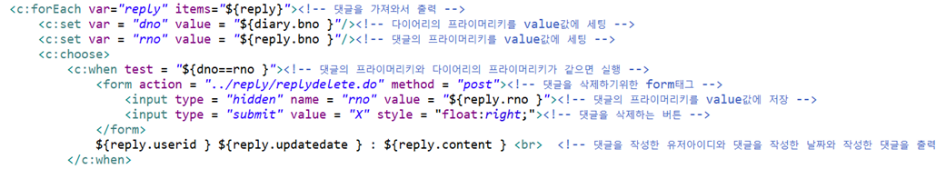 <c:forEach var="reply" items="${reply}"><!-- 댓글을 가져와서 출력 -->
<c:set var = "dno" value = "${diary.bno }"/><!-- 다이어리의 프라이머리키를 value값에 세팅 -->
<c:set var = "rno" value = "${reply.bno }"/><!-- 댓글의 프라이머리키를 value값에 세팅 -->
<c:choose>
<c:when test = "${dno==rno }"><!-- 댓글의 프라이머리키와 다이어리의 프라이머리키가 같으면 실행 -->
<form action = "../reply/replydelete.do" method = "post"><!-- 댓글을 삭제하기위한 form태그 -->
<input type = "hidden" name = "rno" value = "${reply.rno }"><!-- 댓글의 프라이머리키를 value값에 저장 -->
<input type = "submit" value = "X" style = "float:right;"><!-- 댓글을 삭제하는 버튼 -->
</form>
${reply.userid } ${reply.updatedate } : ${reply.content } <br> <!-- 댓글을 작성한 유저아이디와 댓글을 작성한 날짜와 작성한 댓글을 출력
</c:when>